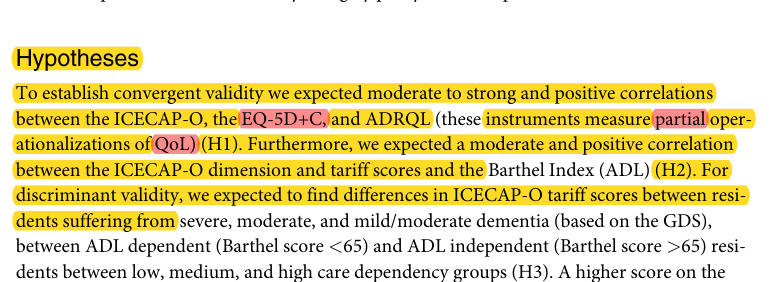 Hypotheses
To establish convergent validity we expected moderate to strong and positive correlations
between the ICECAP-O, the EQ-5D+C, and ADRQL (these instruments measure partial oper-
ationalizations of QoL) (H1). Furthermore, we expected a moderate and positive correlation
between the ICECAP-O dimension and tariff scores and the Barthel Index (ADL) (H2). For
discriminant validity, we expected to find differences in ICECAP-O tariff scores between resi-
dents suffering from severe, moderate, and mild/moderate dementia (based on the GDS),
between ADL dependent (Barthel score <65) and ADL independent (Barthel score >65) resi-
dents between low, medium, and high care dependency groups (H3). A higher score on the